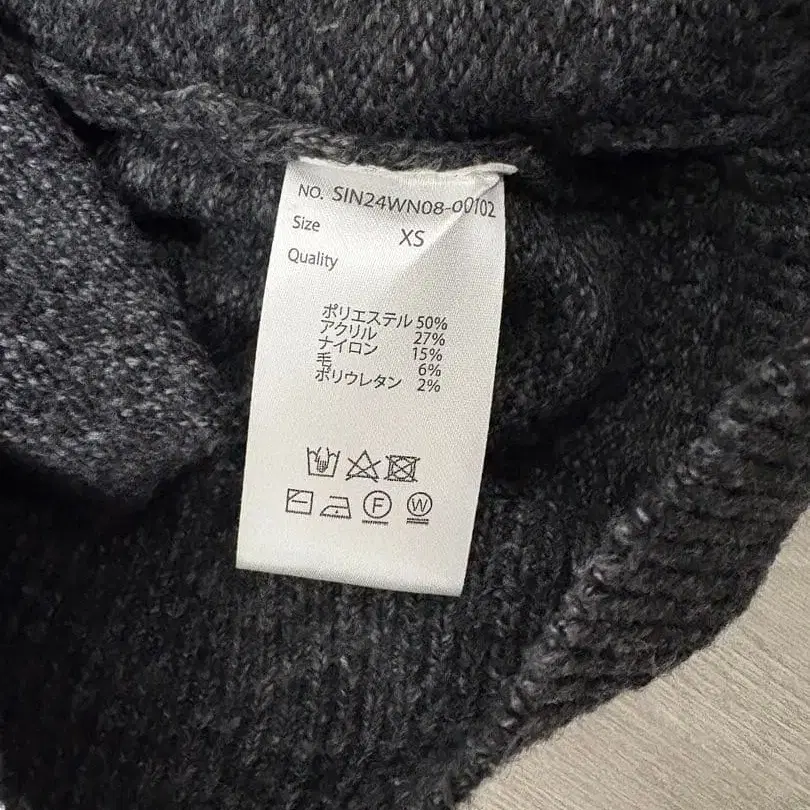 NO. SIN24WN08-00102
Size XS
Quality
ポリエステル 50%
アクリル 27%
ナイロン 15%
毛 6%
ポリウレタン 2%
F W